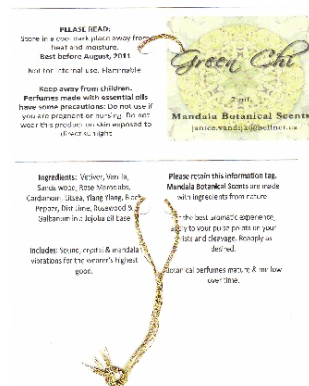 PLEASE READ:
Store in a cool dark place away from
heat and moisture.
Best before August, 2011
Not for internal use. Flammable
Keep away from children.
Perfumes made with essential oils
have some precautions: Do not use if
you are pregnant or nursing. Do not
wear this product on skin exposed to
direct sunlight
Green Chi
2 ml
Mandala Botanical Scents
Ingredients: Vetiver, Vanilla,
Sandalwood, Rose Maroc abs,
Cardamom, Litsea, Ylang Ylang, Black
Pepper, Dist Lime, Rosewood &
Galbanum in a Jojoba oil base
Includes: Sound, crystal & mandala
vibrations for the wearer's highest
good.
Please retain this information tag.
Mandala Botanical Scents are made
with ingredients from nature.
For the best aromatic experience,
apply to your pulse points on your
wrists and cleavage. Reapply as
desired.
Botanical perfumes mature & mellow
over time.